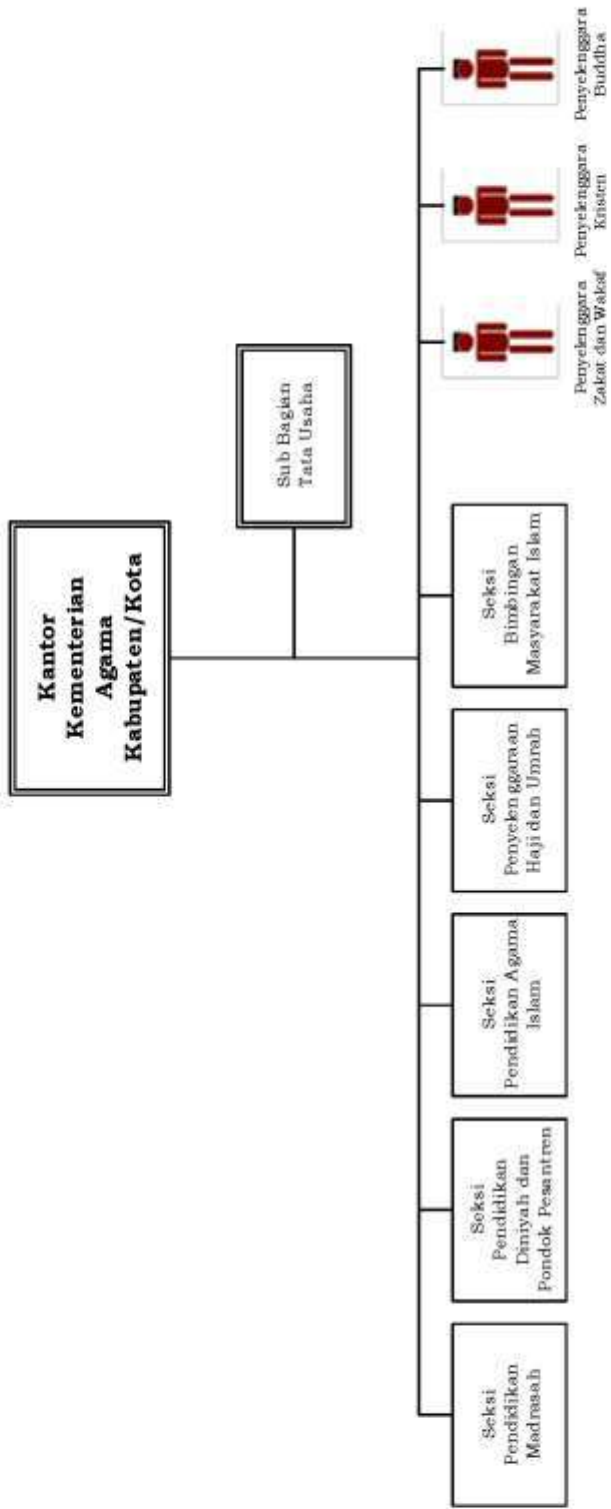 Kantor
Kementerian
Agama
Kabupaten/Kota
Sub Bagian
Tata Usaha
Seksi
Pendidikan
Madrasah
Seksi
Pendidikan
Diniyah dan
Pondok Pesantren
Seksi
Pendidikan Agama
Islam
Seksi
Penyelenggaraan
Haji dan Umrah
Seksi
Bimbingan
Masyarakat Islam
Penyelenggara
Zakat dan Wakaf
Penyelenggara
Kristen
Penyelenggara
Buddha